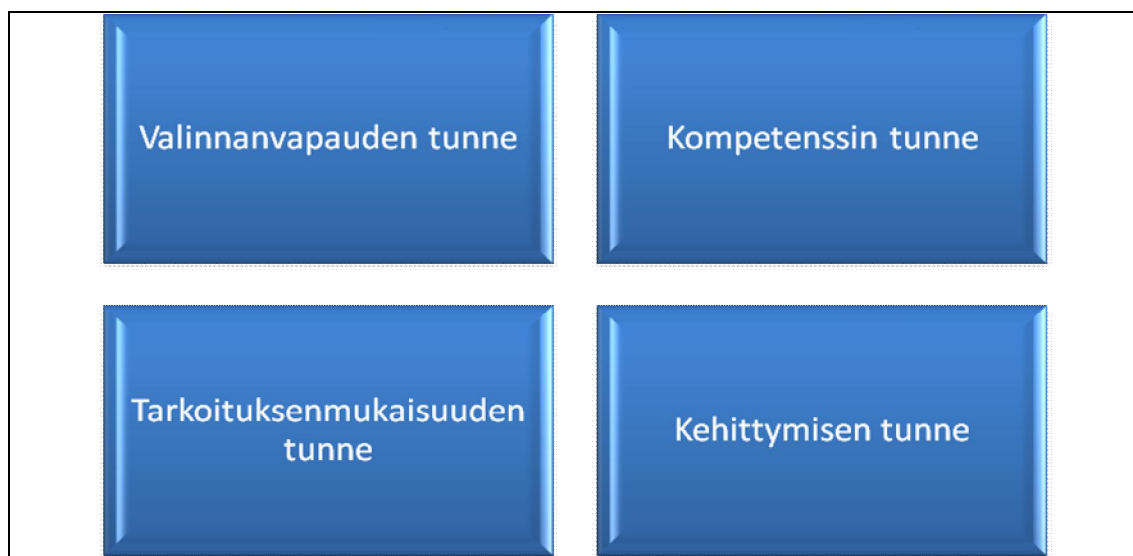 Valinnanvapauden tunne
Kompetenssin tunne
Tarkoituksenmukaisuuden
tunne
Kehittymisen tunne